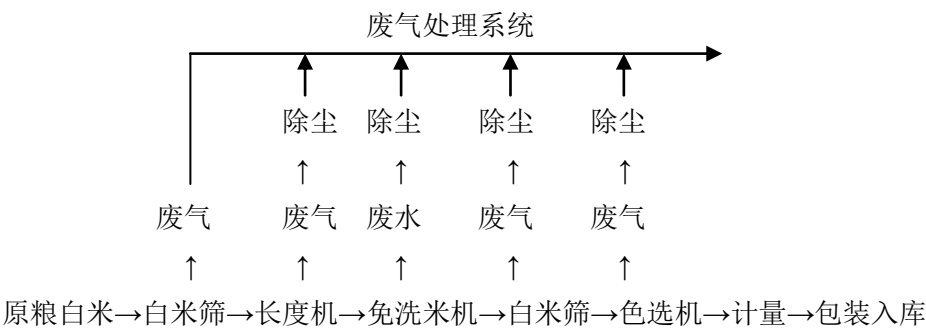 废气处理系统
除尘 除尘 除尘 除尘
↑ ↑ ↑ ↑
废气 废气 废水 废气 废气
↑ ↑ ↑ ↑ ↑
原粮白米→白米筛→长度机→免洗米机→白米筛→色选机→计量→包装入库